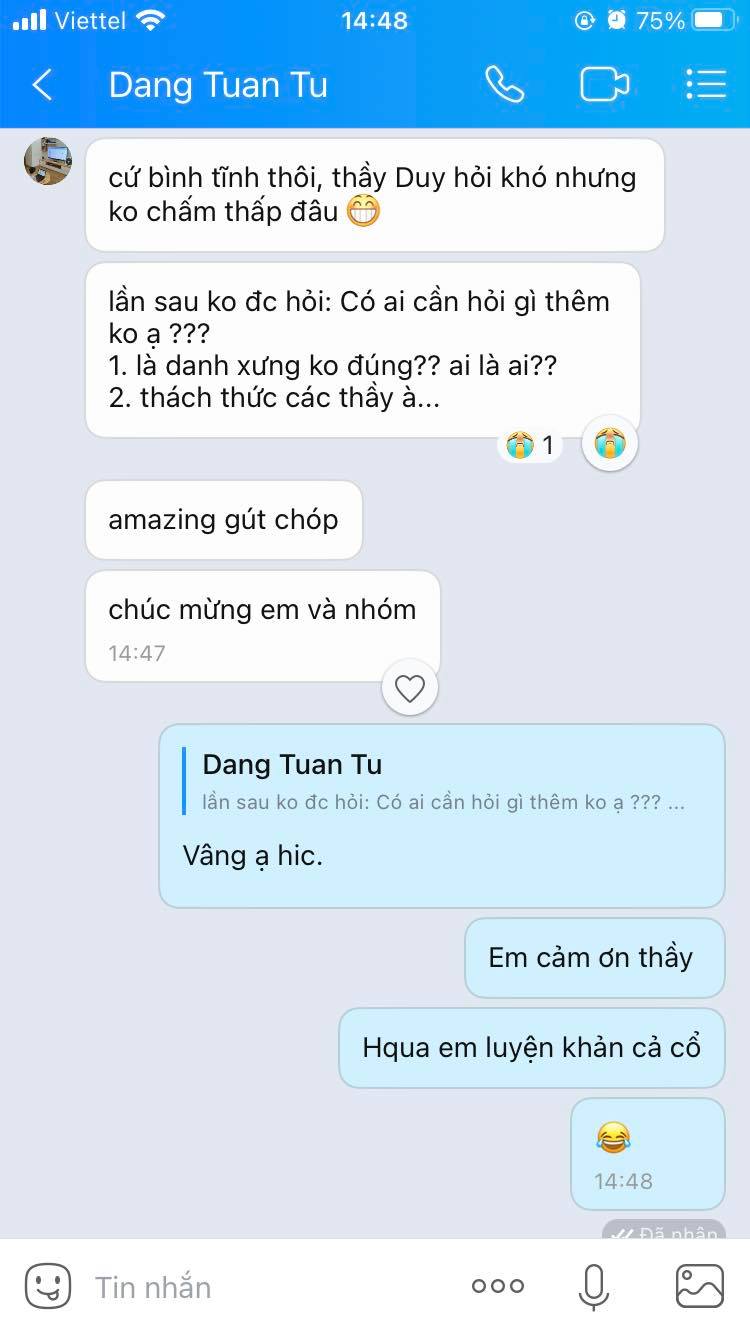 Viettel 14:48 75%
Dang Tuan Tu
cứ bình tĩnh thôi, thầy Duy hỏi khó nhưng
ko chấm thấp đâu 😁
lần sau ko đc hỏi: Có ai cần hỏi gì thêm
ko ạ ???
1. là danh xưng ko đúng?? ai là ai??
2. thách thức các thầy à...
😭 1 😭
amazing gút chóp
chúc mừng em và nhóm
14:47
Dang Tuan Tu
lần sau ko đc hỏi: Có ai cần hỏi gì thêm ko ạ ??? ...
Vâng ạ hic.
Em cảm ơn thầy
Hqua em luyện khản cả cổ
😂
14:48
Đã nhận
Tin nhắn